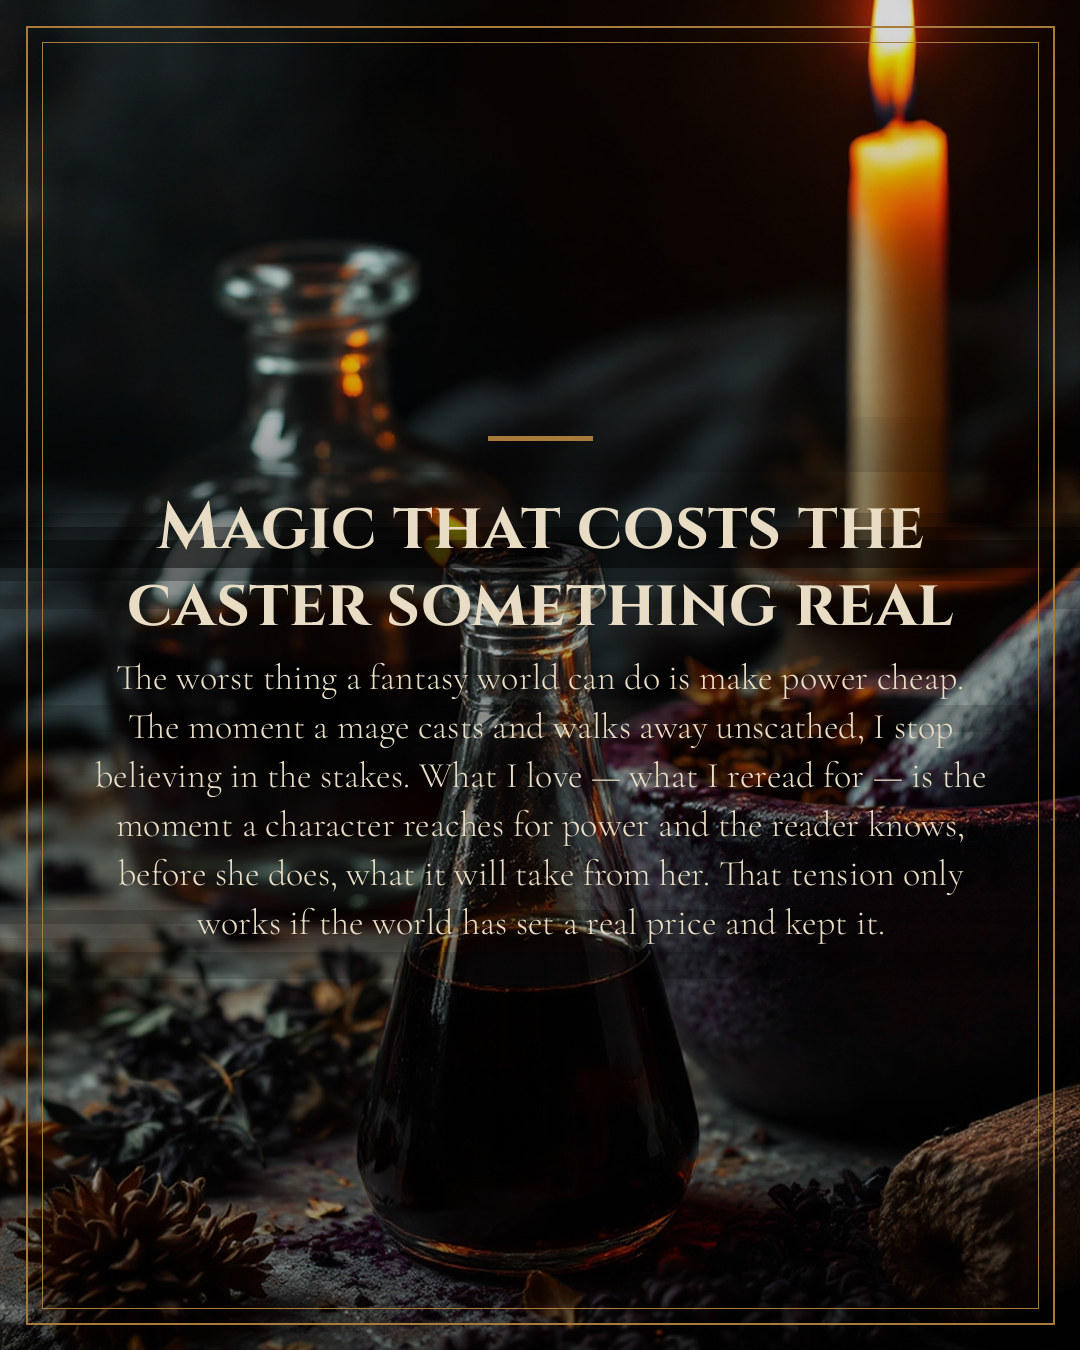 Magic that costs the
caster something real
The worst thing a fantasy world can do is make power cheap.
The moment a mage casts and walks away unscathed, I stop
believing in the stakes. What I love — what I reread for — is the
moment a character reaches for power and the reader knows,
before she does, what it will take from her. That tension only
works if the world has set a real price and kept it.